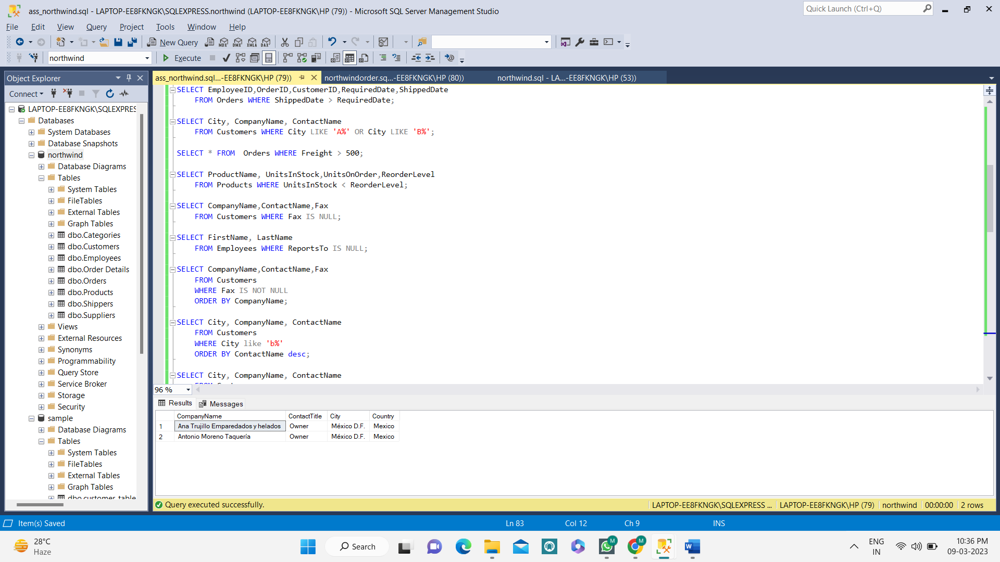 ass_northwind.sql - LAPTOP-EE8FKNGK\SQLEXPRESS.northwind (LAPTOP-EE8FKNGK\HP (79)) - Microsoft SQL Server Management Studio
Quick Launch (Ctrl+Q)
File Edit View Query Project Tools Window Help
New Query MDX DMX XMLA DAX
northwind Execute
Object Explorer
ass_northwind.sql...-EE8FKNGK\HP (79)) northwindorder.sq...-EE8FKNGK\HP (80)) northwind.sql - LA...-EE8FKNGK\HP (53))
Connect
LAPTOP-EE8FKNGK\SQLEXPRES
Databases
System Databases
Database Snapshots
northwind
Database Diagrams
Tables
System Tables
FileTables
External Tables
Graph Tables
dbo.Categories
dbo.Customers
dbo.Employees
dbo.Order Details
dbo.Orders
dbo.Products
dbo.Shippers
dbo.Suppliers
Views
External Resources
Synonyms
Programmability
Query Store
Service Broker
Storage
Security
sample
Database Diagrams
Tables
System Tables
FileTables
External Tables
Graph Tables
dbo.customer_table
SELECT EmployeeID,OrderID,CustomerID,RequiredDate,ShippedDate
FROM Orders WHERE ShippedDate > RequiredDate;
SELECT City, CompanyName, ContactName
FROM Customers WHERE City LIKE 'A%' OR City LIKE 'B%';
SELECT * FROM  Orders WHERE Freight > 500;
SELECT ProductName, UnitsInStock,UnitsOnOrder,ReorderLevel
FROM Products WHERE UnitsInStock < ReorderLevel;
SELECT CompanyName,ContactName,Fax
FROM Customers WHERE Fax IS NULL;
SELECT FirstName, LastName
FROM Employees WHERE ReportsTo IS NULL;
SELECT CompanyName,ContactName,Fax
FROM Customers
WHERE Fax IS NOT NULL
ORDER BY CompanyName;
SELECT City, CompanyName, ContactName
FROM Customers
WHERE City like 'b%'
ORDER BY ContactName desc;
SELECT City, CompanyName, ContactName
96 %
Results Messages
CompanyName ContactTitle City Country
1 Ana Trujillo Emparedados y helados Owner México D.F. Mexico
2 Antonio Moreno Taquería Owner México D.F. Mexico
Query executed successfully. LAPTOP-EE8FKNGK\SQLEXPRESS ... LAPTOP-EE8FKNGK\HP (79) northwind 00:00:00 2 rows
Item(s) Saved Ln 83 Col 12 Ch 9 INS
28°C
Haze
Search
ENG
IN
10:36 PM
09-03-2023